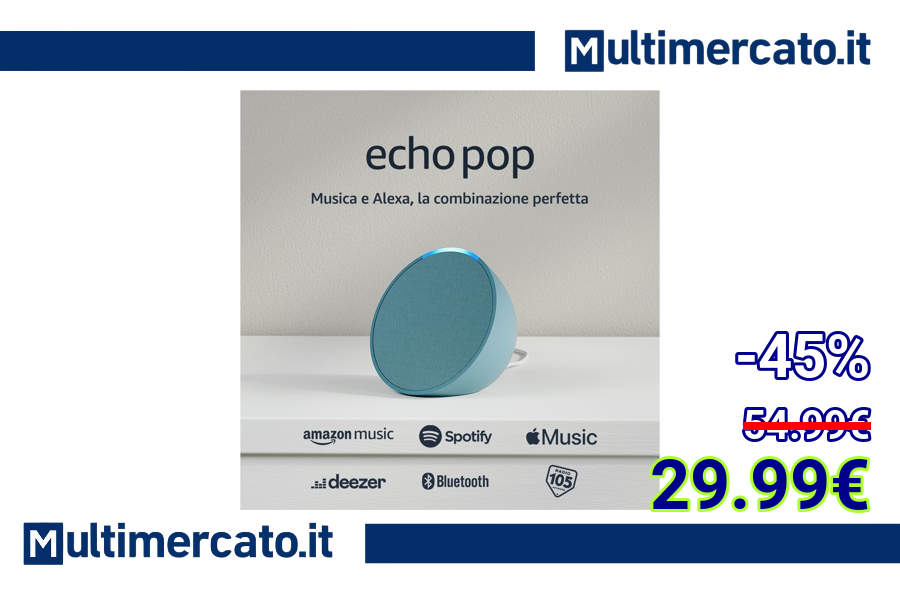 Multimercato.it
echo pop
Musica e Alexa, la combinazione perfetta
-45%
54.99€
amazon music
Spotify
Music
29.99€
deezer
Bluetooth
RADIO
105
Multimercato.it